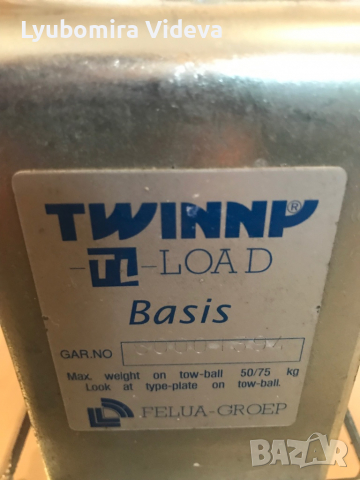 Lyubomira Videva
TWINNY®
-TL-LOAD
Basis
GAR.NO
Max. weight on tow-ball 50/75 kg
Look at type-plate on tow-ball.
FELUA-GROEP
BAZAR